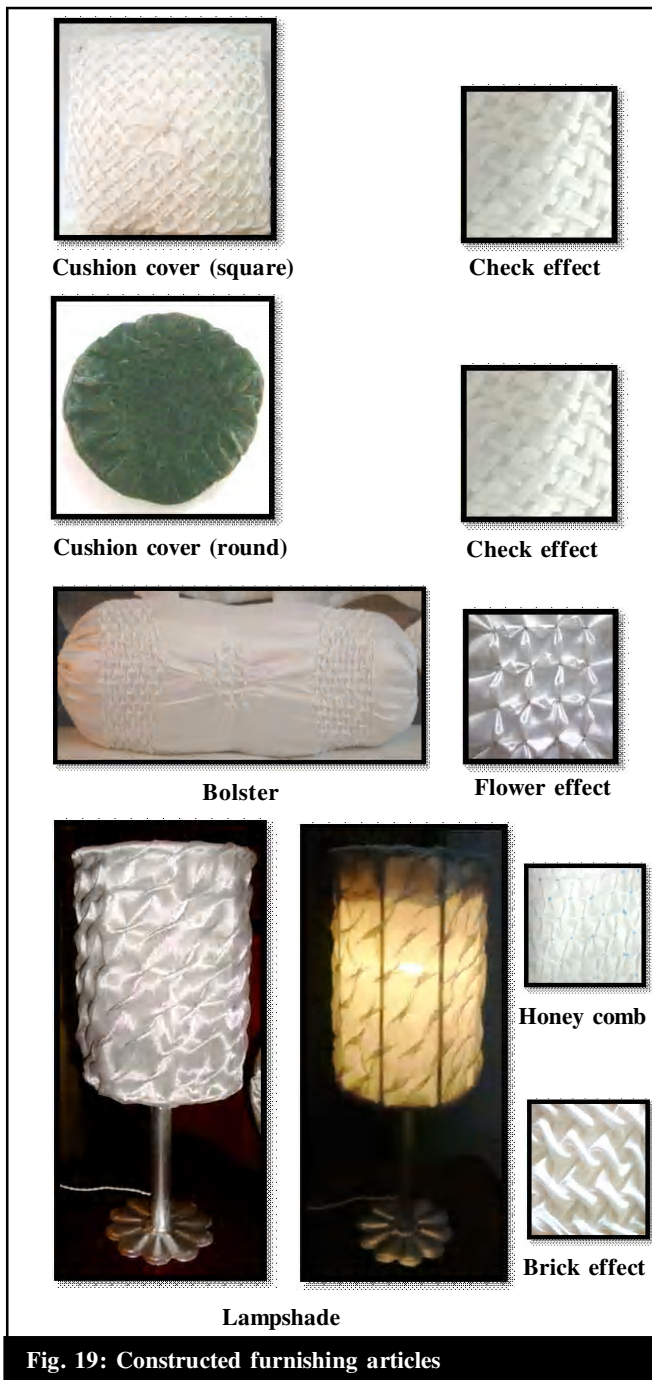 Cushion cover (square)
Check effect
Cushion cover (round)
Check effect
Bolster
Flower effect
Honey comb
Brick effect
Lampshade
Fig. 19: Constructed furnishing articles